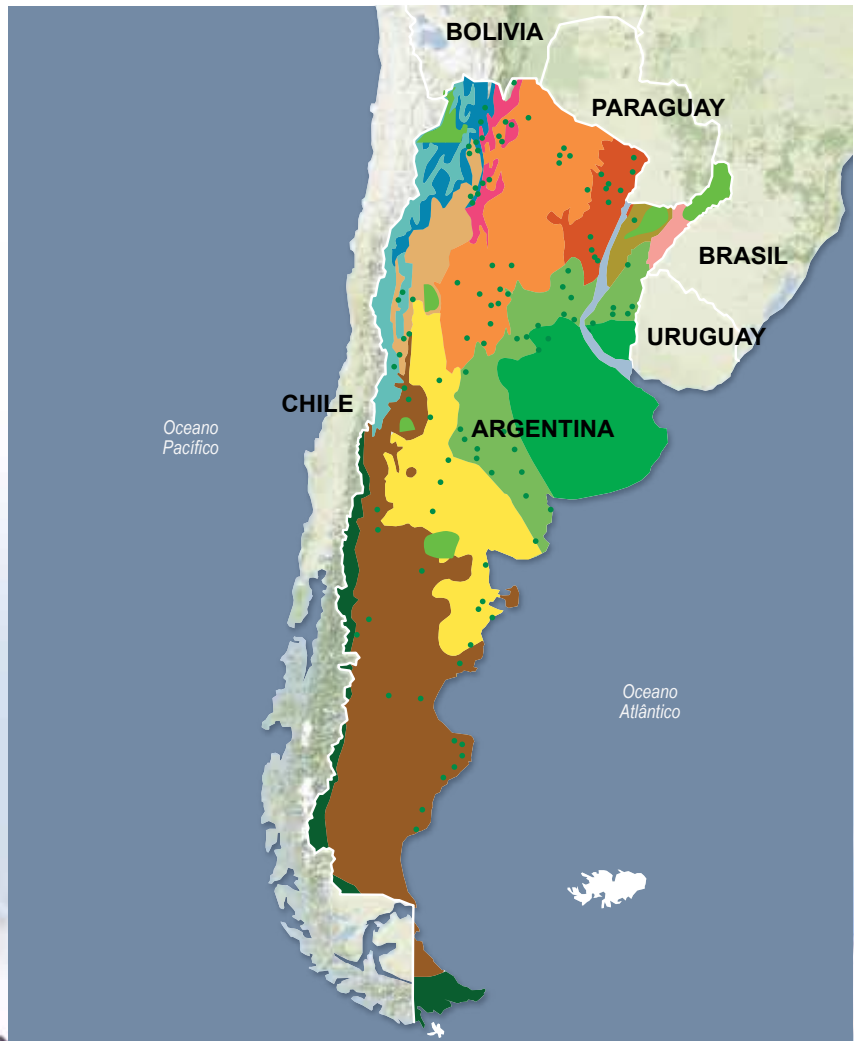 BOLIVIA
PARAGUAY
BRASIL
URUGUAY
CHILE
Oceano
Pacífico
ARGENTINA
Oceano
Atlântico